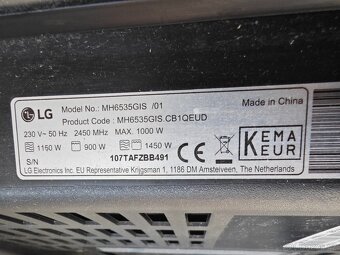 LG
Model No.: MH6535GIS /01
Product Code : MH6535GIS.CB1QEUD
Made in China
230 V~ 50 Hz 2450 MHz MAX. 1000 W
1150 W 900 W 1450 W
S/N 107TAFZBB491
CE
KEMA
KEUR
LG Electronics Inc. EU Representative Krijgsman 1, 1186 DM Amstelveen, The Netherlands